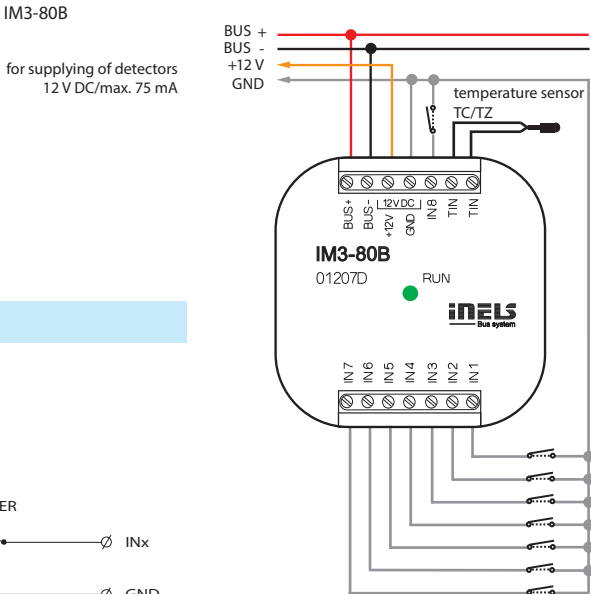 IM3-80B
for supplying of detectors
12 V DC/max. 75 mA
BUS +
BUS -
+12 V
GND
temperature sensor
TC/TZ
BUS+
BUS-
12VDC
+12V
GND
IN8
TIN
TIN
IM3-80B
01207D
RUN
iNELS
Bus system
IN7
IN6
IN5
IN4
IN3
IN2
IN1
ER
INx
GND